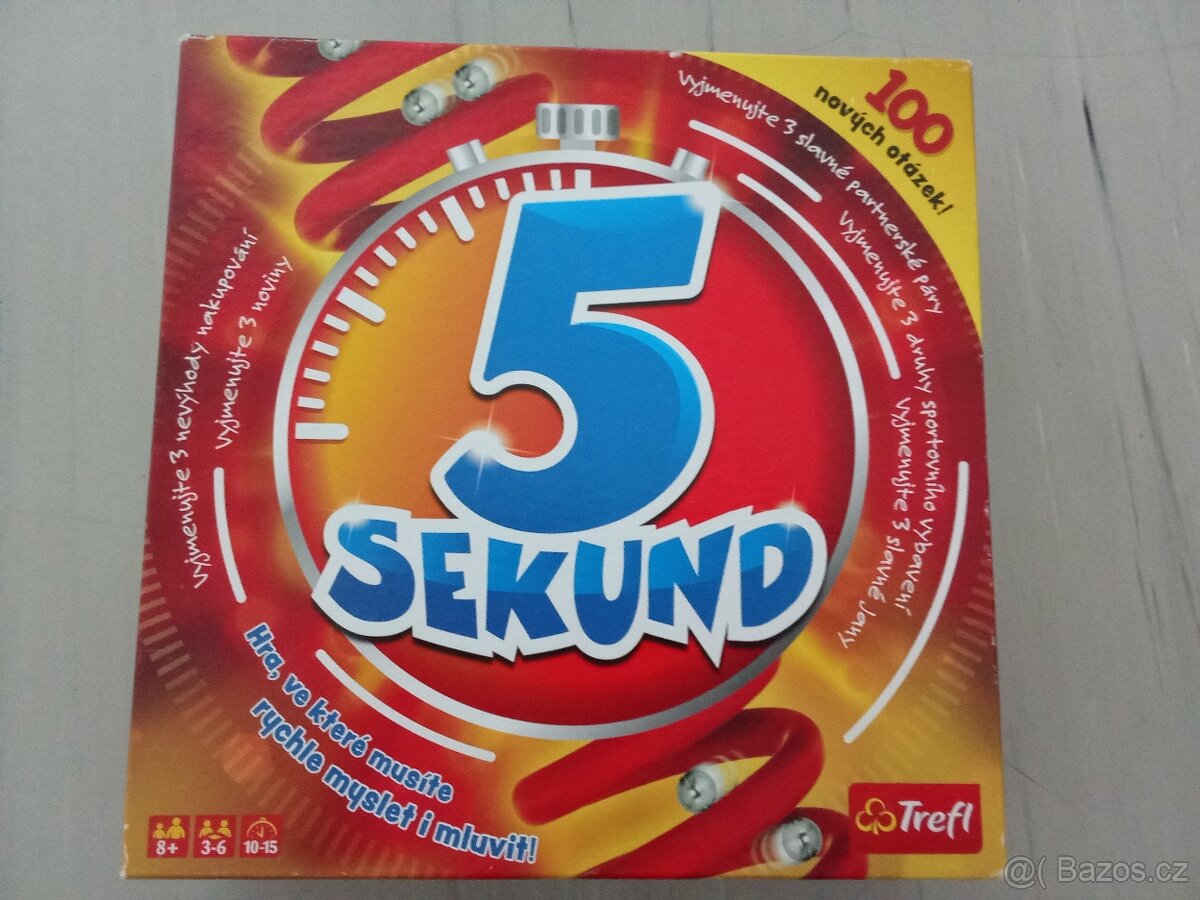 100
nových otázek!
Vyjmenujte 3 slavné partnerské páry
Vyjmenujte 3 druhy sportovního vybavení
Vyjmenujte 3 slavné Jany
Vyjmenujte 3 nevýhody nakupování
Vyjmenujte 3 noviny
5
SEKUND
Hra, ve které musíte
rychle myslet i mluvit!
8+
3-6
10-15
Trefl
@( Bazos.cz